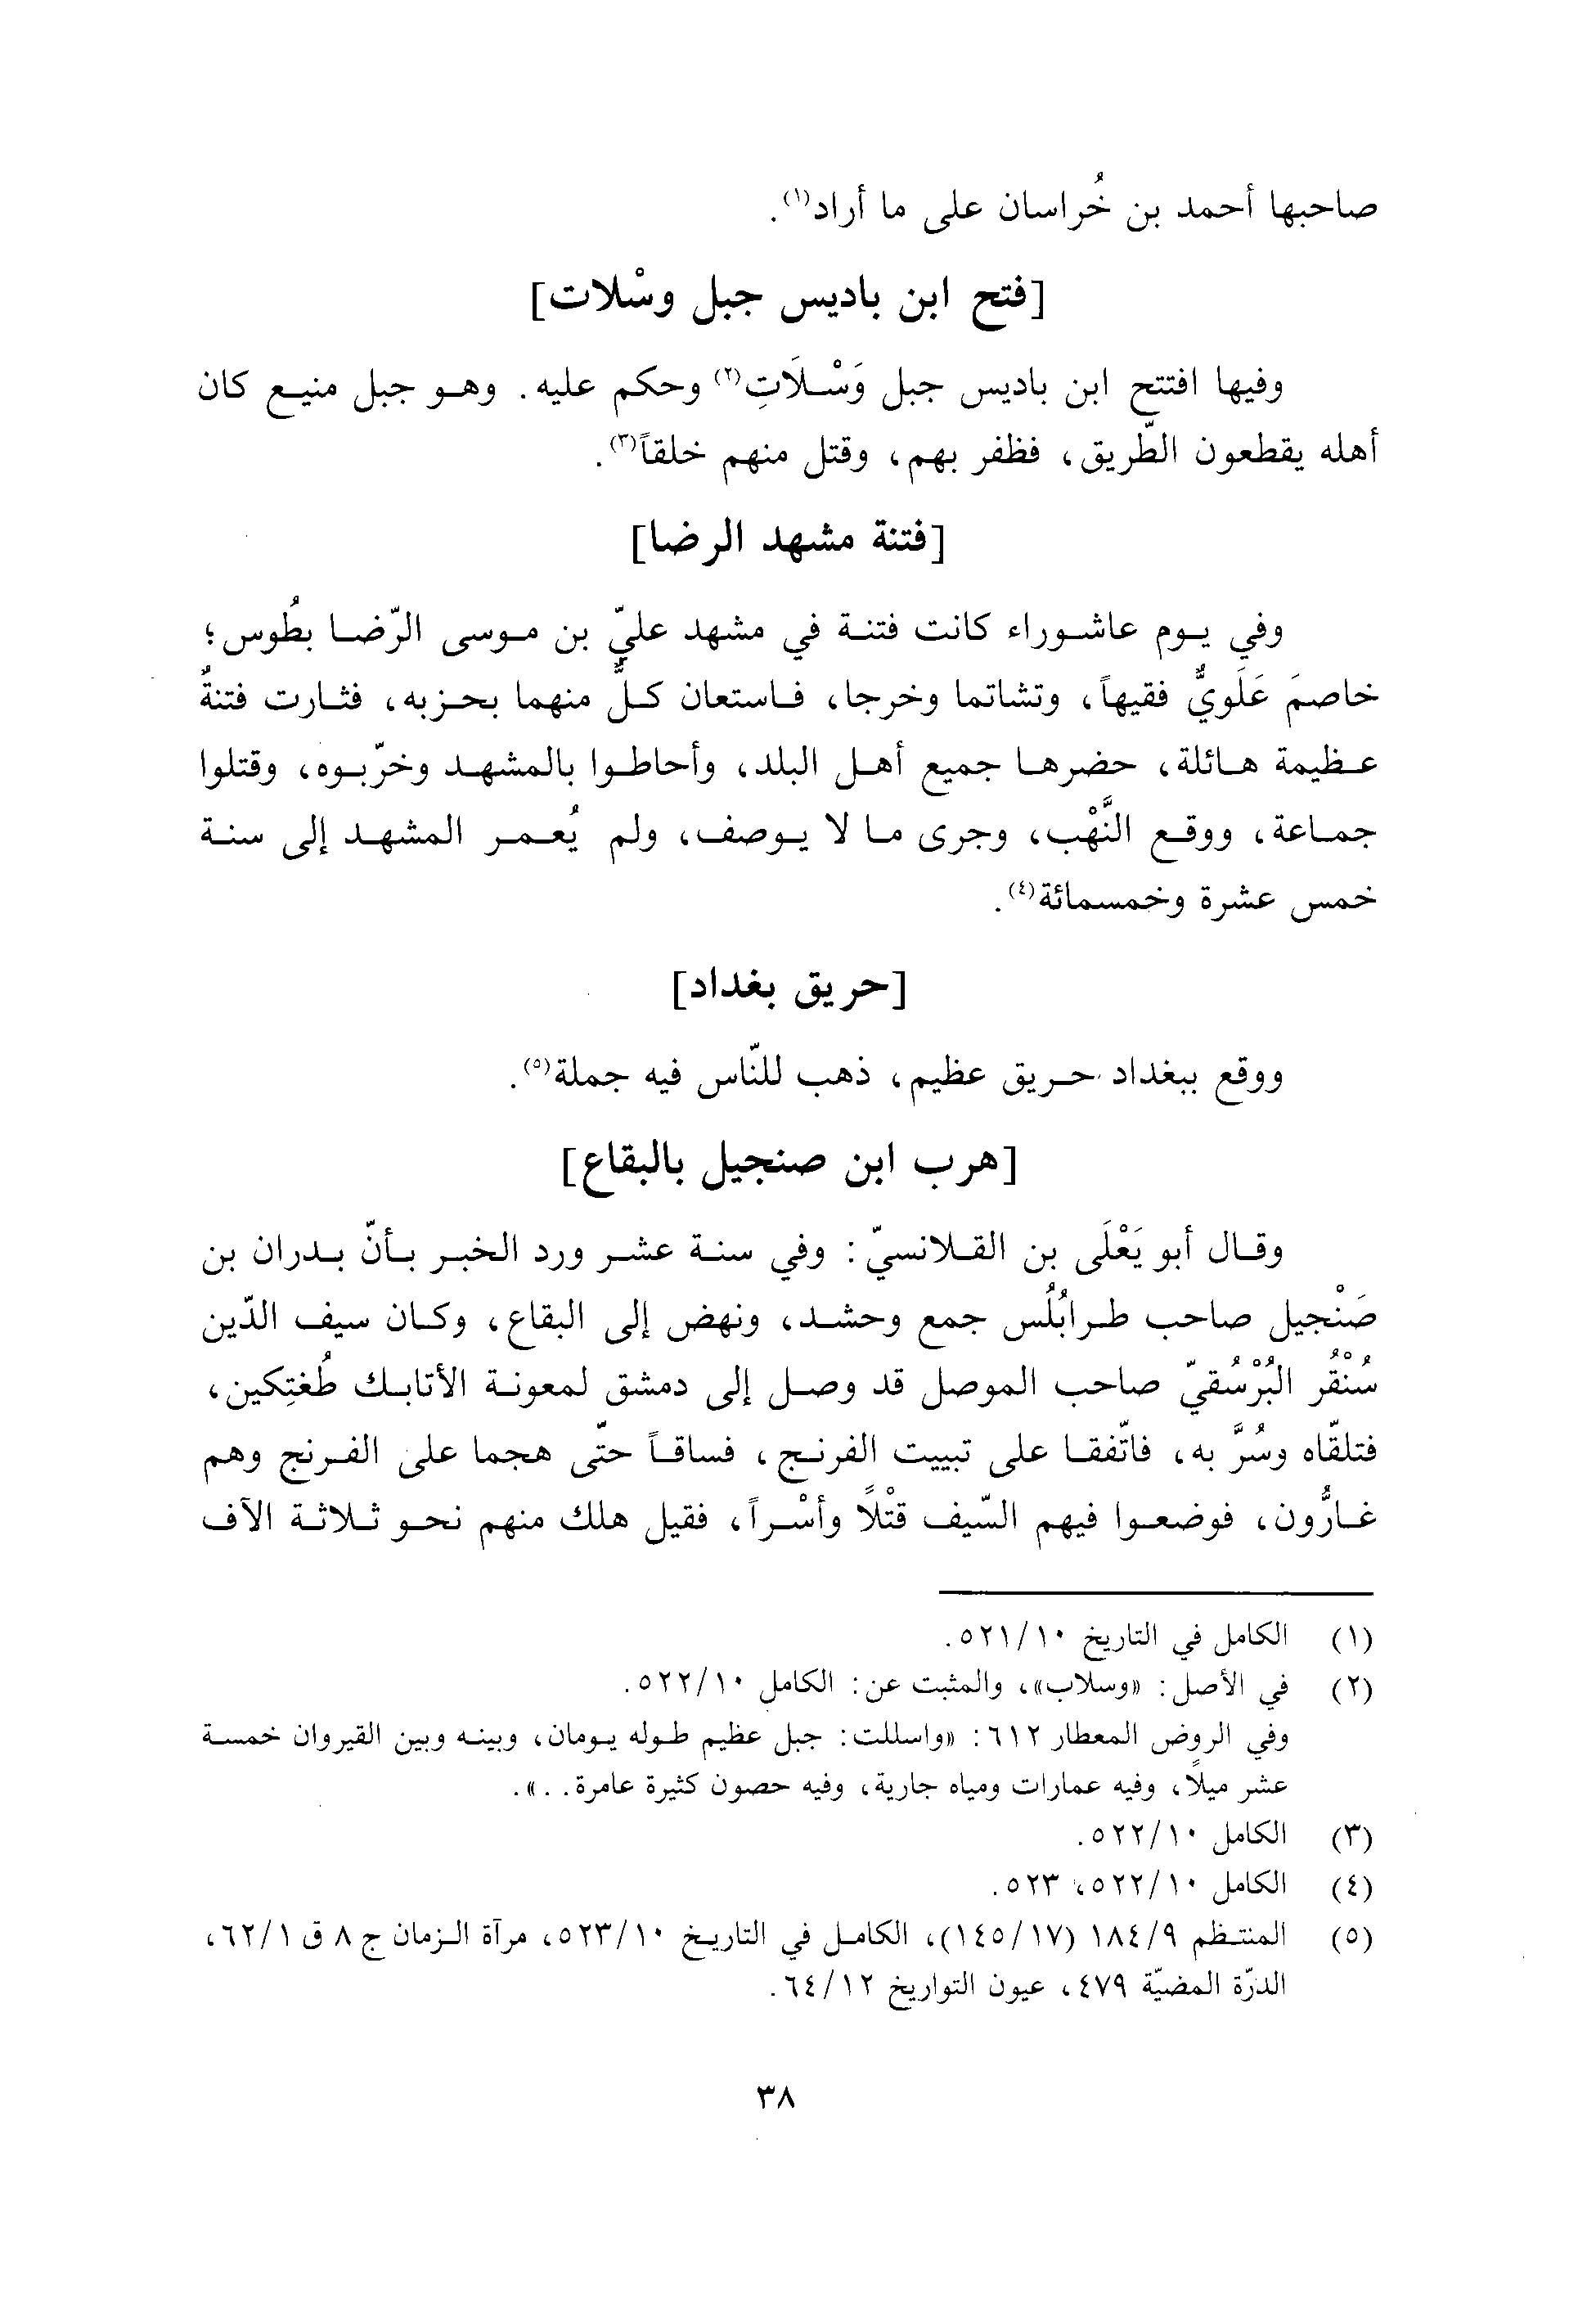 صاحبها أحمد بن خُراسان على ما أراد(١).
[فتح ابن باديس جبل وسْلات]
وفيها افتتح ابن باديس جبل وَسْلَاتِ(٢) وحكم عليه. وهو جبل منيع كان
أهله يقطعون الطّريق، فظفر بهم، وقتل منهم خلقاً(٣).
[فتنة مشهد الرضا]
وفي يوم عاشوراء كانت فتنة في مشهد عليّ بن موسى الرّضا بطُوس؛
خاصمَ عَلَويٌّ فقيهاً، وتشاتما وخرجا، فاستعان كلٌّ منهما بحزبه، فثارت فتنةٌ
عظيمة هائلة، حضرها جميع أهل البلد، وأحاطوا بالمشهد وخرّبوه، وقتلوا
جماعة، ووقع النَّهْب، وجرى ما لا يوصف، ولم يُعمر المشهد إلى سنة
خمس عشرة وخمسمائة(٤).
[حريق بغداد]
ووقع ببغداد حريق عظيم، ذهب للنّاس فيه جملة(٥).
[هرب ابن صنجيل بالبقاع]
وقال أبو يَعْلَى بن القلانسيّ: وفي سنة عشر ورد الخبر بأنّ بدران بن
صَنْجيل صاحب طرابُلُس جمع وحشد، ونهض إلى البقاع، وكان سيف الدّين
سُنْقُر البُرْسُقيّ صاحب الموصل قد وصل إلى دمشق لمعونة الأتابك طُغتِكين،
فتلقّاه وسُرَّ به، فاتّفقا على تبييت الفرنج، فساقاً حتّى هجما على الفرنج وهم
غارُّون، فوضعوا فيهم السّيف قتْلاً وأسْراً، فقيل هلك منهم نحو ثلاثة الآف
(١) الكامل في التاريخ ٥٢١/١٠.
(٢) في الأصل: «وسلاب»، والمثبت عن: الكامل ٥٢٢/١٠.
وفي الروض المعطار ٦١٢: «واسللت: جبل عظيم طوله يومان، وبينه وبين القيروان خمسة
عشر ميلاً، وفيه عمارات ومياه جارية، وفيه حصون كثيرة عامرة..».
(٣) الكامل ٥٢٢/١٠.
(٤) الكامل ٥٢٢/١٠، ٥٢٣.
(٥) المنتظم ١٨٤/٩ (١٤٥/١٧)، الكامل في التاريخ ٥٢٣/١٠، مرآة الزمان ج ٨ ق ٦٢/١،
الدرّة المضيّة ٤٧٩، عيون التواريخ ٦٤/١٢.
٣٨